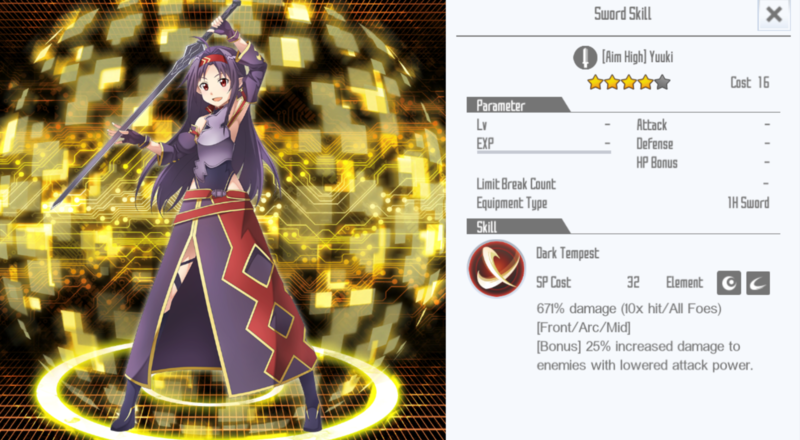 Sword Skill
[Aim High] Yuuki
Cost 16
Parameter
Lv -
Attack -
EXP -
Defense -
HP Bonus -
Limit Break Count -
Equipment Type 1H Sword
Skill
Dark Tempest
SP Cost 32 Element
671% damage (10x hit/All Foes)
[Front/Arc/Mid]
[Bonus] 25% increased damage to
enemies with lowered attack power.